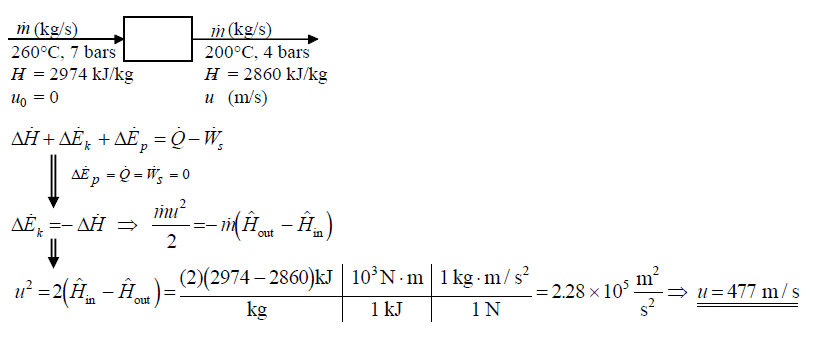 ṁ (kg/s) ṁ (kg/s)
260°C, 7 bars 200°C, 4 bars
H = 2974 kJ/kg H = 2860 kJ/kg
u₀ = 0 u (m/s)
ΔḢ + ΔĖₖ + ΔĖₚ = Q̇ − Ẇₛ
ΔĖₚ = Q̇ = Ẇₛ = 0
ΔĖₖ = − ΔḢ ⇒ ṁu²/2 = − ṁ(Ĥout − Ĥin)
u² = 2(Ĥin − Ĥout) = (2)(2974 − 2860)kJ/kg | 10³ N·m/1 kJ | 1 kg·m/s²/1 N = 2.28 × 10⁵ m²/s² ⇒ u = 477 m/s